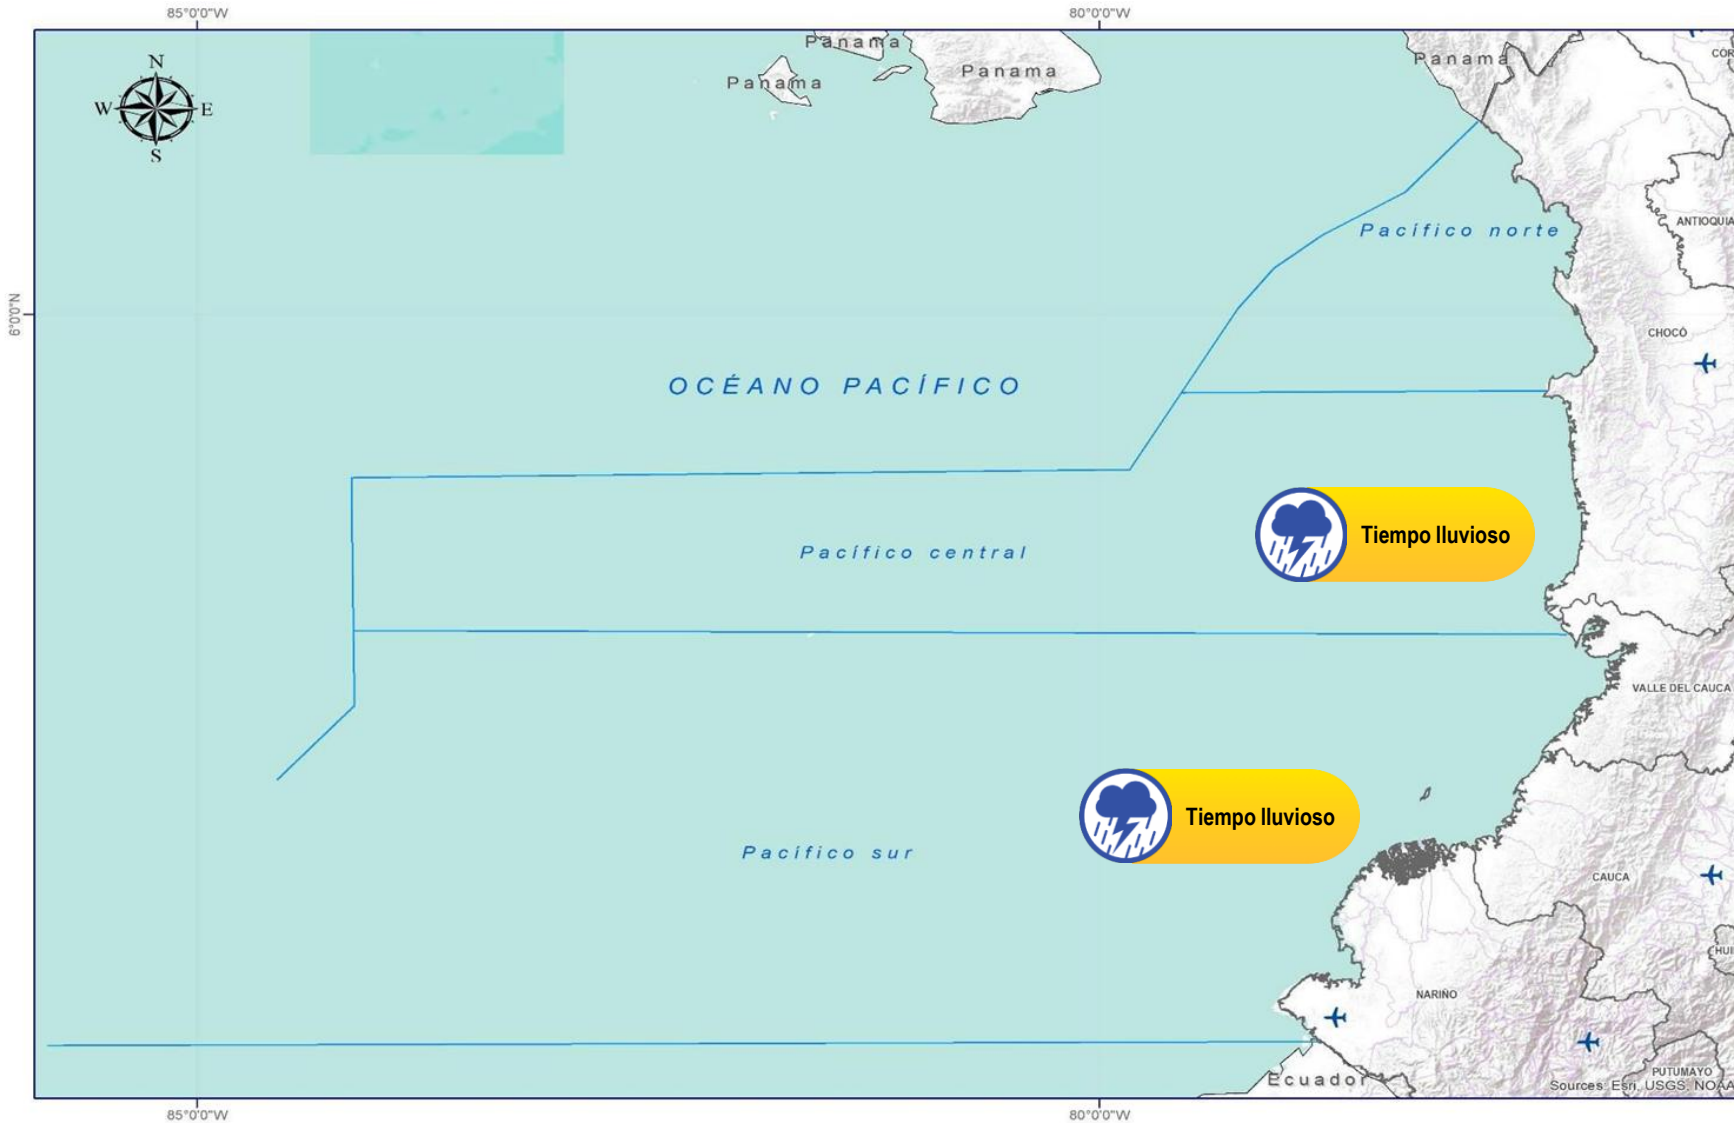 85°0'0"W
80°0'0"W
N
W
E
S
Panama
Panama
Panama
Panama
COR
ANTIOQUIA
Pacífico norte
6°0'0"N
CHOCÓ
OCÉANO PACÍFICO
Tiempo lluvioso
Pacífico central
VALLE DEL CAUCA
Tiempo lluvioso
Pacífico sur
CAUCA
HUI
NARIÑO
PUTUMAYO
Ecuador
Sources: Esri, USGS, NOAA
85°0'0"W
80°0'0"W